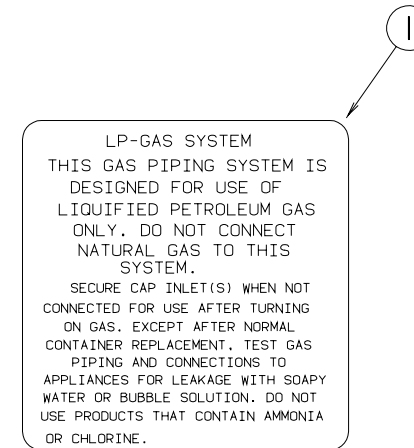 1
LP-GAS SYSTEM
THIS GAS PIPING SYSTEM IS
DESIGNED FOR USE OF
LIQUIFIED PETROLEUM GAS
ONLY. DO NOT CONNECT
NATURAL GAS TO THIS
SYSTEM.
SECURE CAP INLET(S) WHEN NOT
CONNECTED FOR USE AFTER TURNING
ON GAS. EXCEPT AFTER NORMAL
CONTAINER REPLACEMENT, TEST GAS
PIPING AND CONNECTIONS TO
APPLIANCES FOR LEAKAGE WITH SOAPY
WATER OR BUBBLE SOLUTION. DO NOT
USE PRODUCTS THAT CONTAIN AMMONIA
OR CHLORINE.